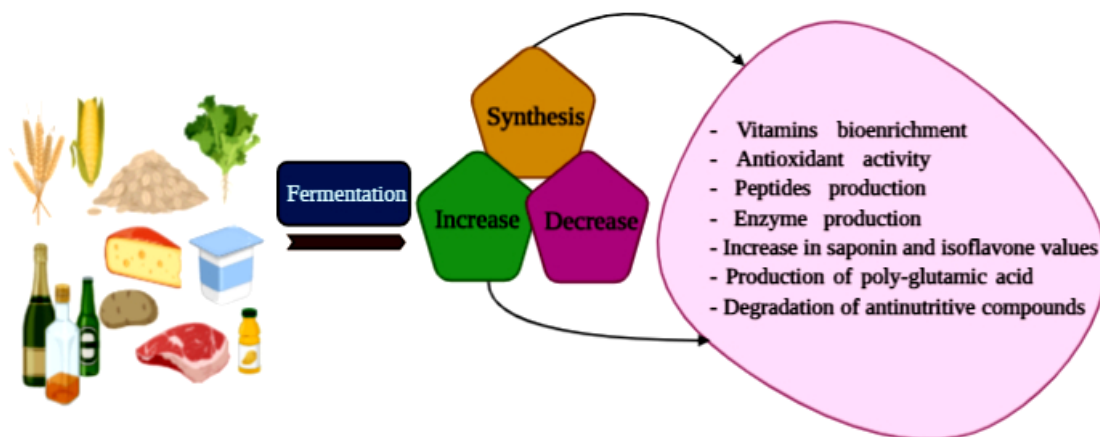 Fermentation
Synthesis
Increase
Decrease
- Vitamins bioenrichment
- Antioxidant activity
- Peptides production
- Enzyme production
- Increase in saponin and isoflavone values
- Production of poly-glutamic acid
- Degradation of antinutritive compounds